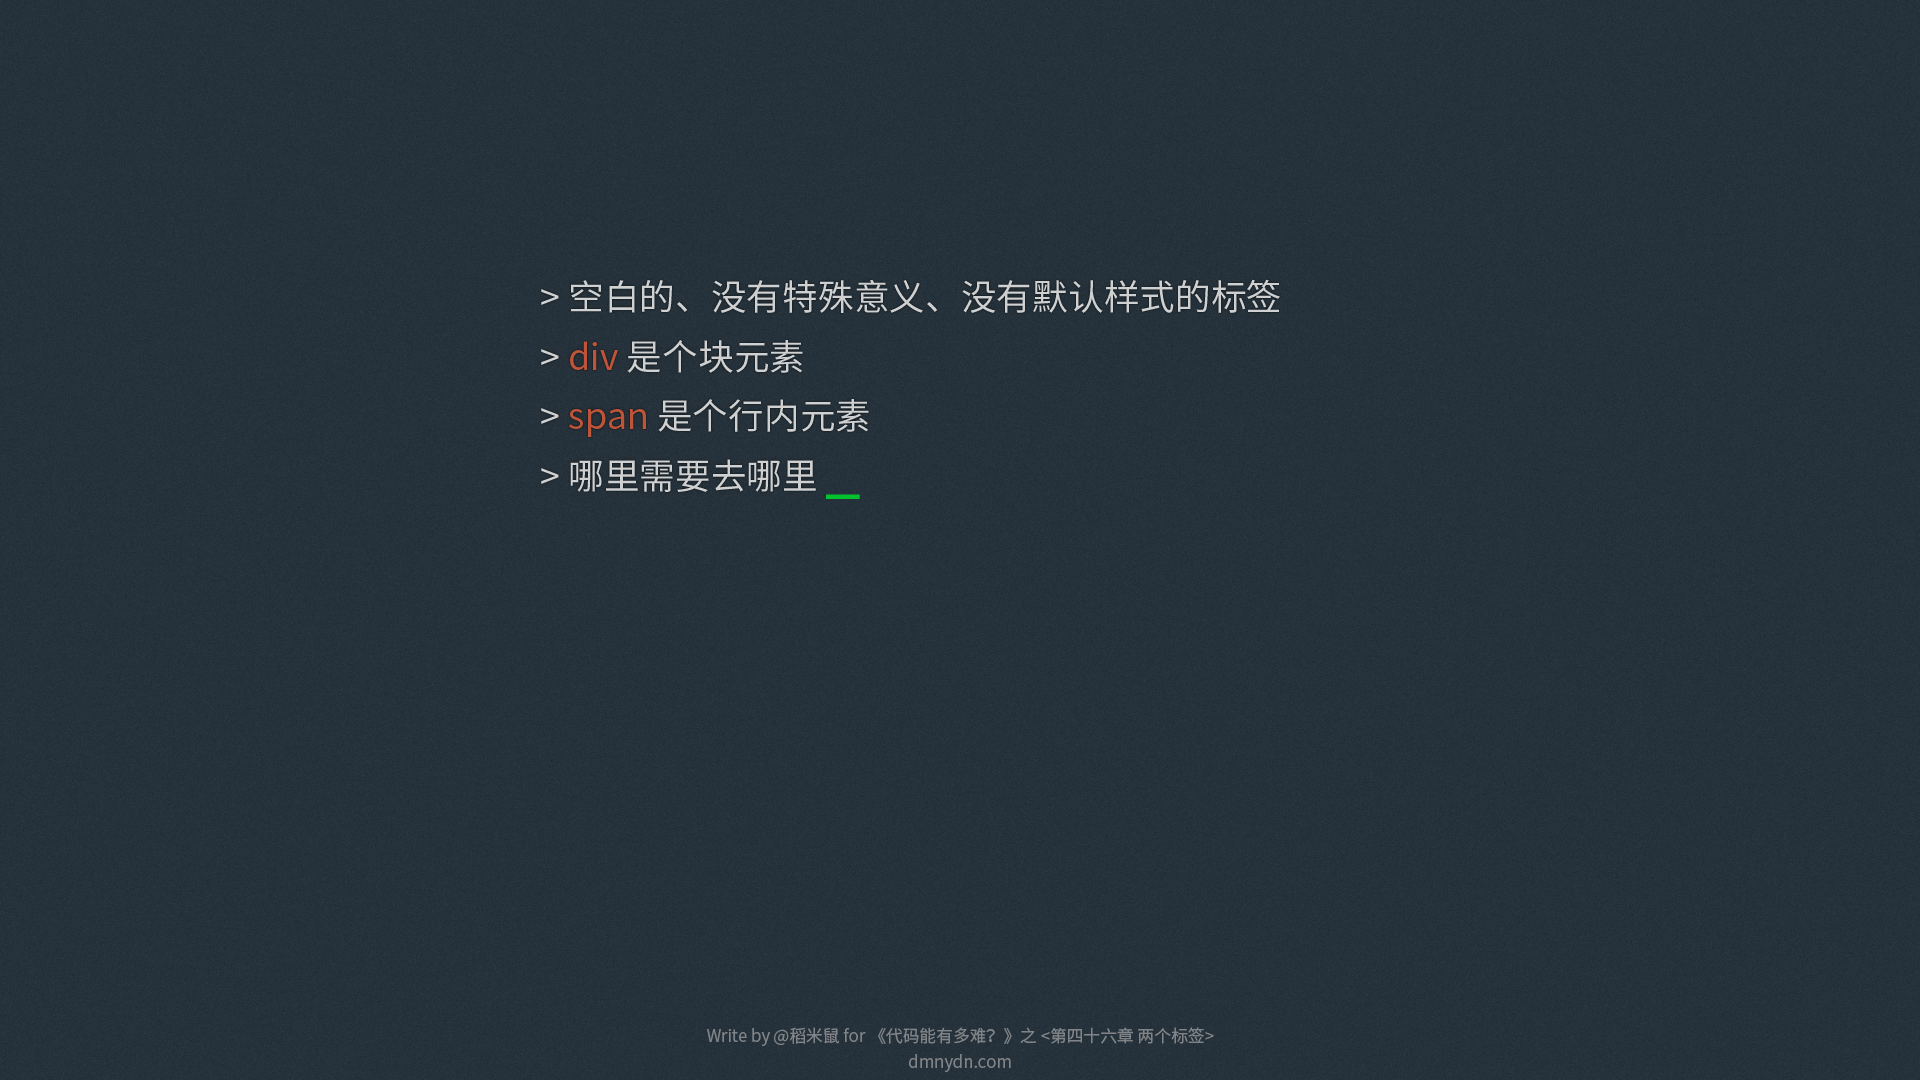 > 空白的、没有特殊意义、没有默认样式的标签
> div 是个块元素
> span 是个行内元素
> 哪里需要去哪里 _
Write by @稻米鼠 for 《代码能有多难？》之 <第四十六章 两个标签>
dmnydn.com